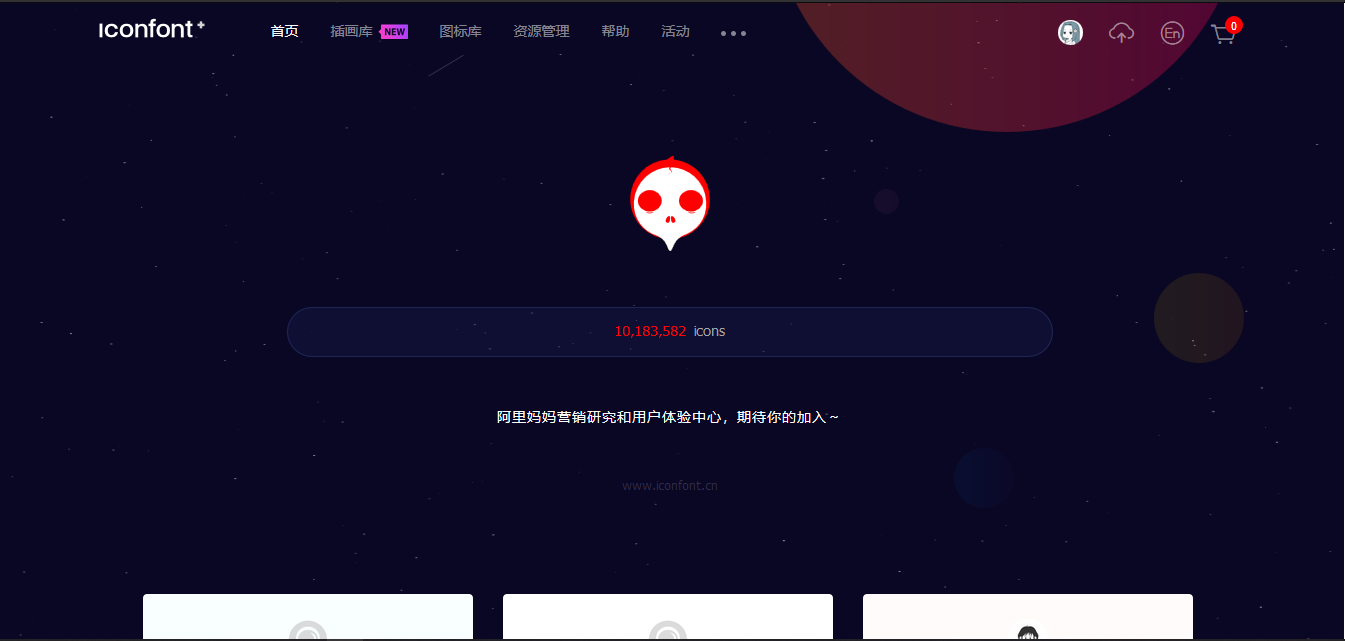 iconfont+
首页 插画库 NEW 图标库 资源管理 帮助 活动 En 0
10,183,582 icons
阿里妈妈营销研究和用户体验中心，期待你的加入~
www.iconfont.cn